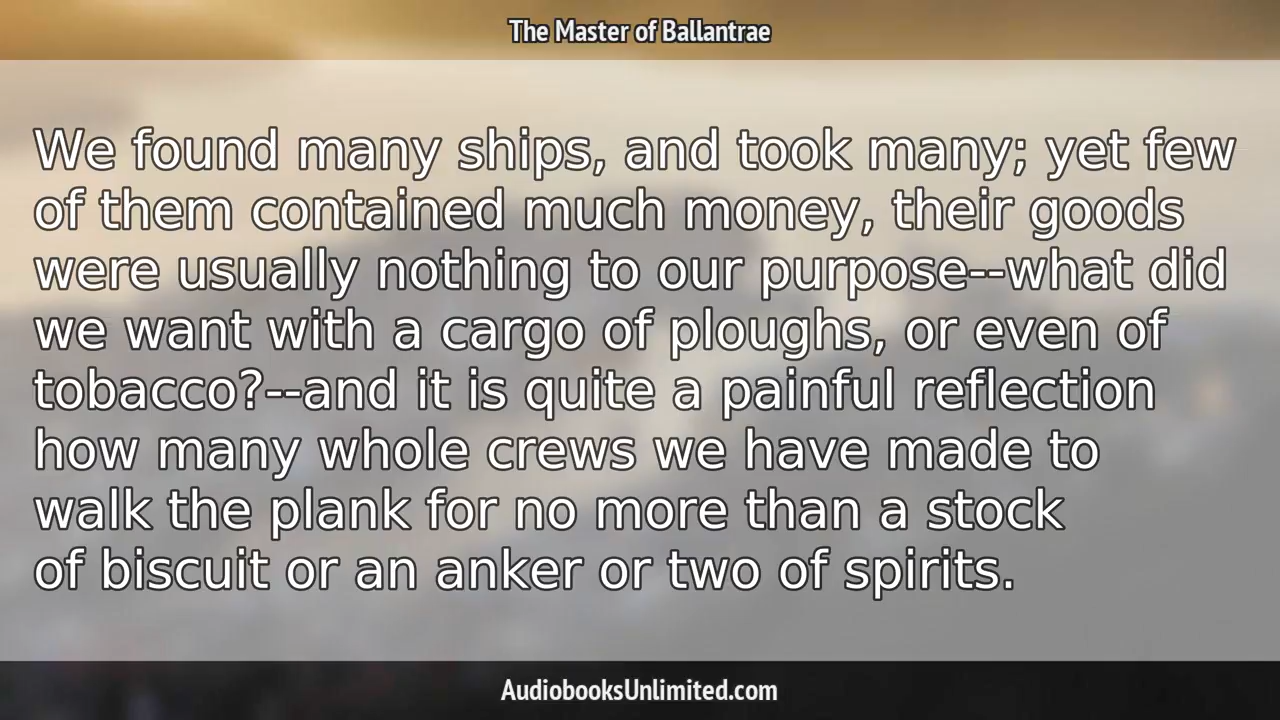 The Master of Ballantrae
We found many ships, and took many; yet few
of them contained much money, their goods
were usually nothing to our purpose--what did
we want with a cargo of ploughs, or even of
tobacco?--and it is quite a painful reflection
how many whole crews we have made to
walk the plank for no more than a stock
of biscuit or an anker or two of spirits.
AudiobooksUnlimited.com